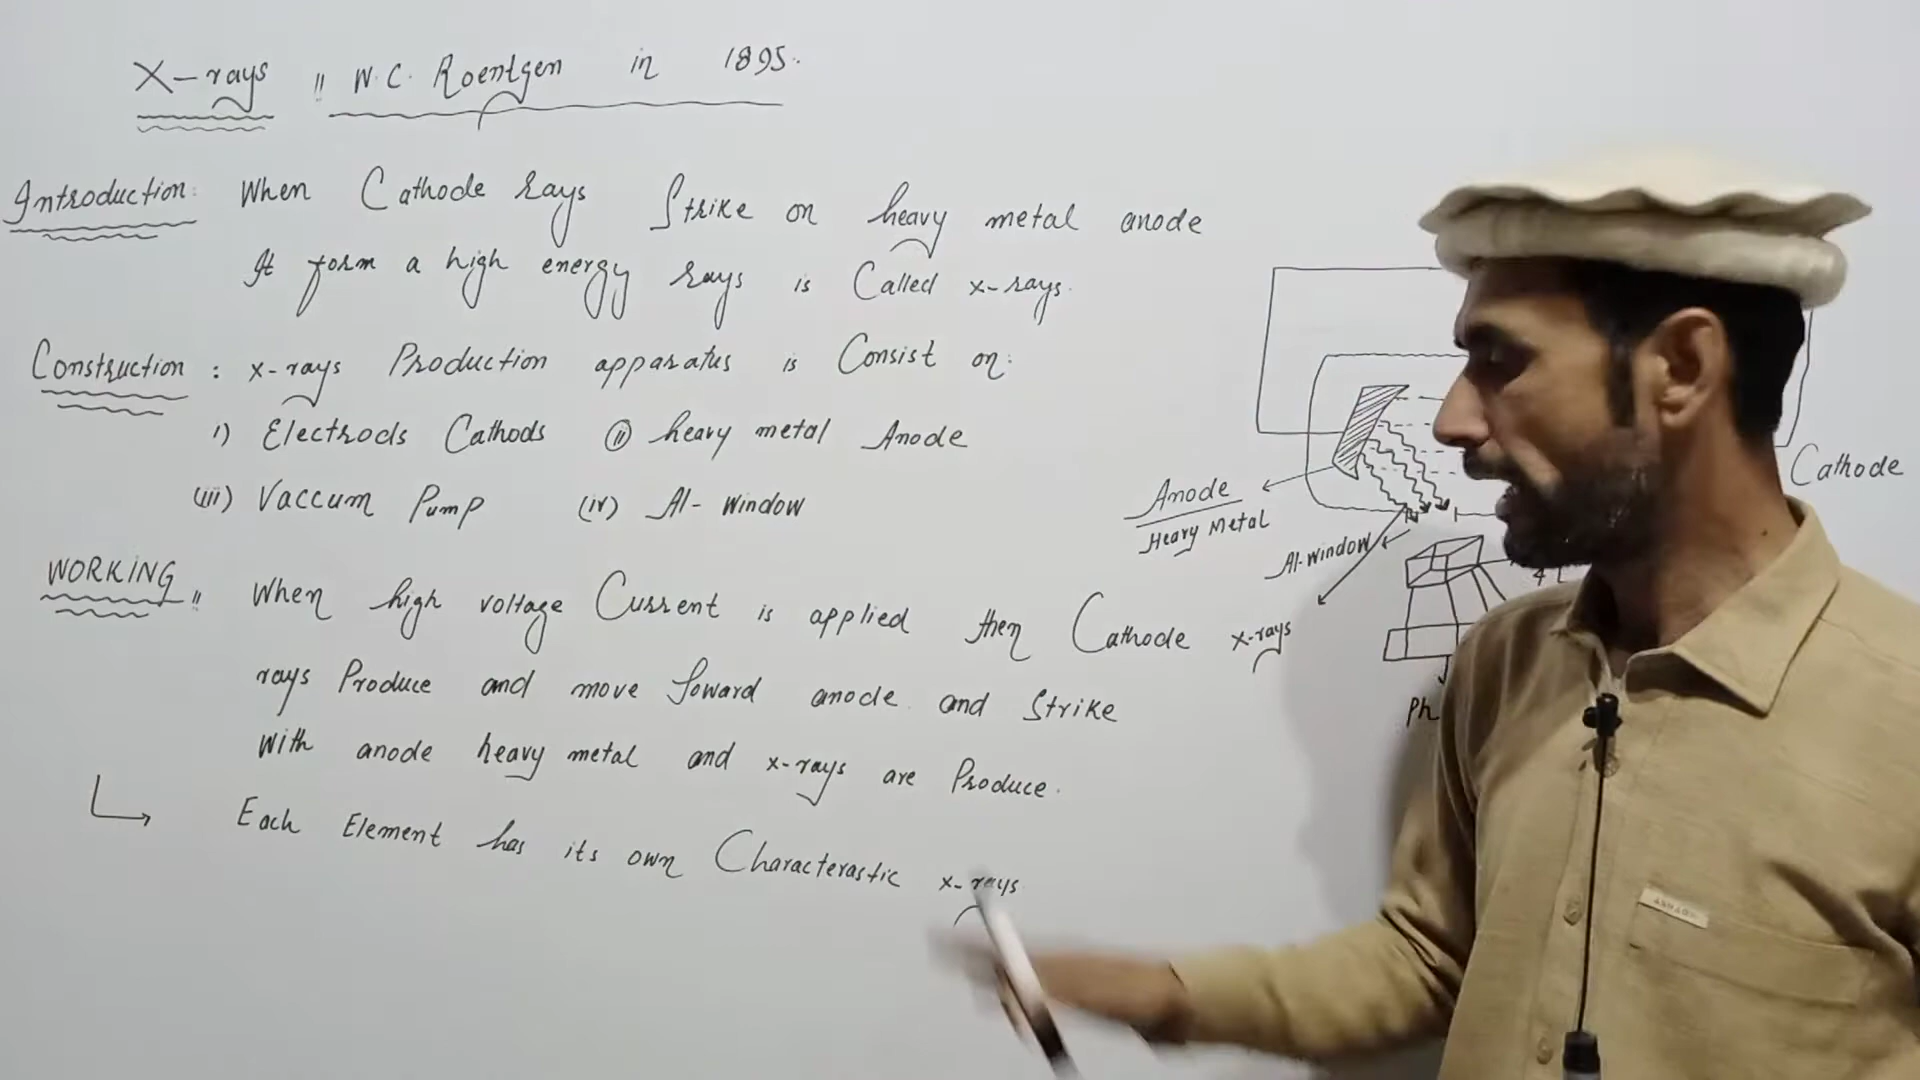 X-rays " W.C. Roentgen in 1895.
Introduction: When Cathode rays Strike on heavy metal anode
It form a high energy rays is Called x-rays.
Construction : x-rays Production apparatus is Consist on:
i) Electrods Cathods (ii) heavy metal Anode
(iii) Vaccum Pump (iv) Al- window
WORKING " When high voltage Current is applied then Cathode
rays Produce and move Toward anode and Strike
With anode heavy metal and x-rays are Produce.
Each Element has its own Characterastic x-rays
Cathode
Anode
Heavy Metal
Al-window
x-rays
Ph